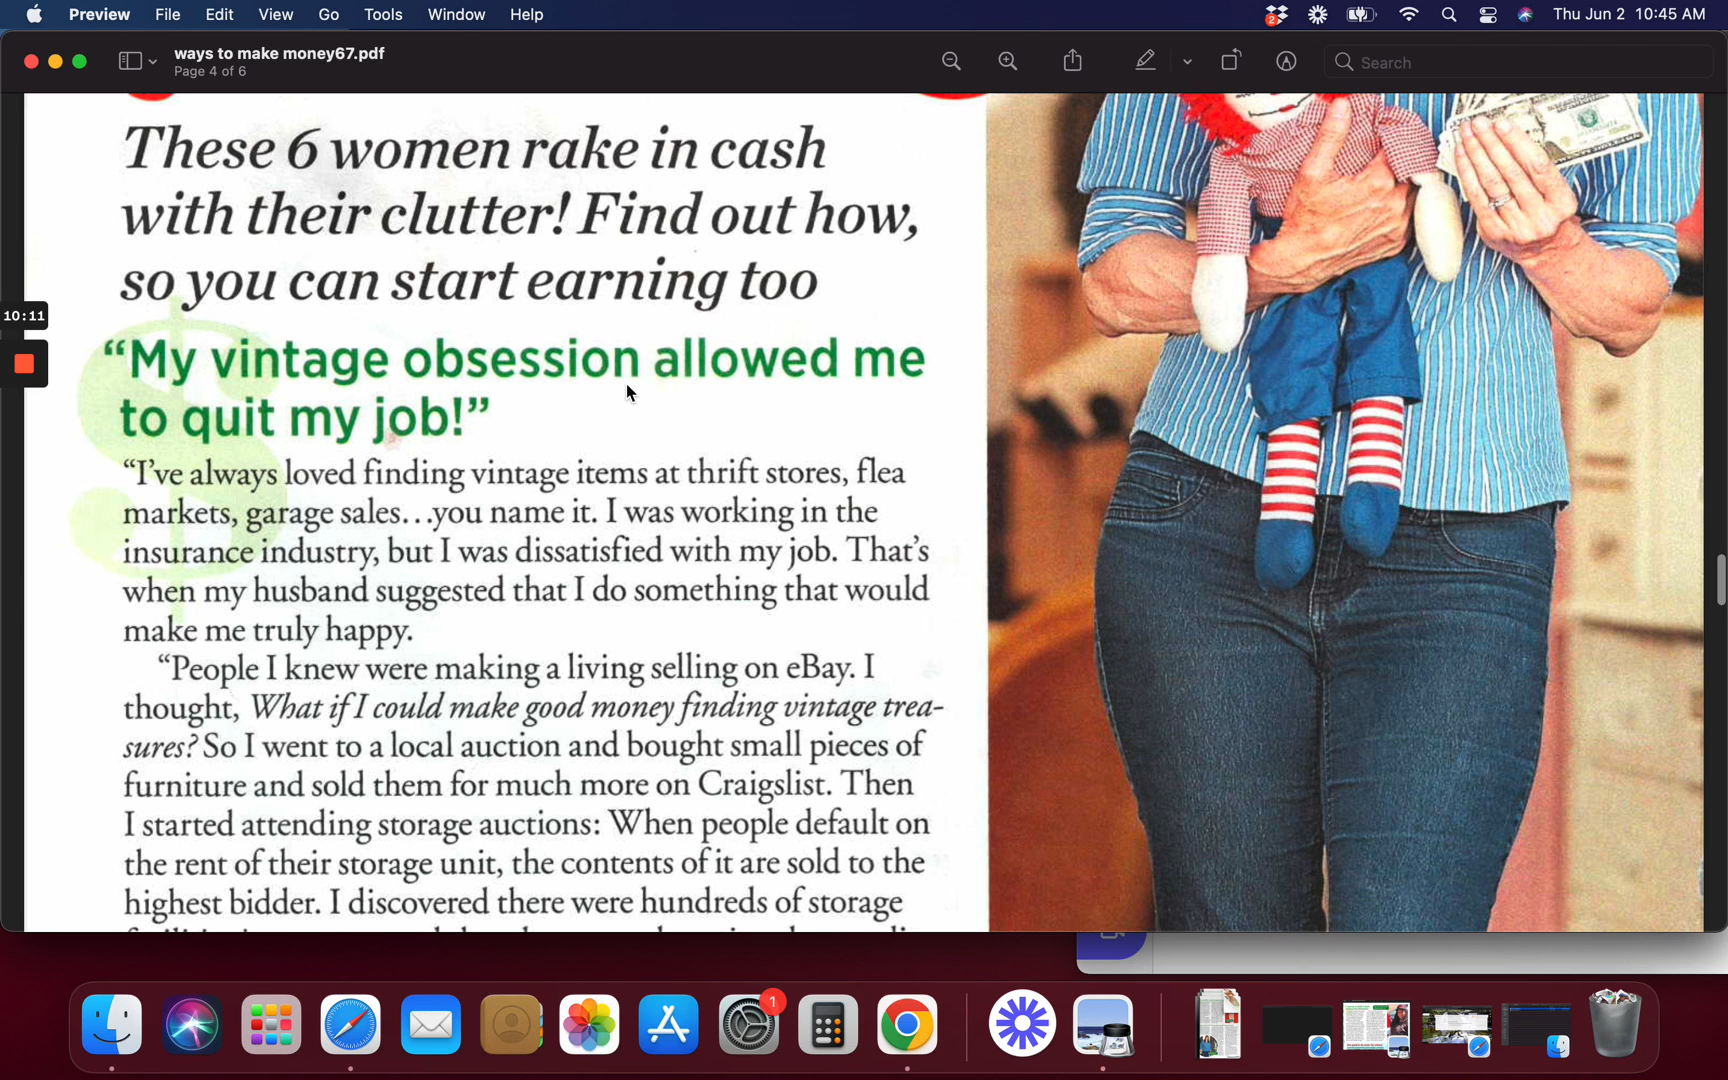 Preview File Edit View Go Tools Window Help
2
Thu Jun 2 10:45 AM
ways to make money67.pdf
Page 4 of 6
Search
These 6 women rake in cash
with their clutter! Find out how,
so you can start earning too
10:11
“My vintage obsession allowed me
to quit my job!”
“I’ve always loved finding vintage items at thrift stores, flea
markets, garage sales…you name it. I was working in the
insurance industry, but I was dissatisfied with my job. That’s
when my husband suggested that I do something that would
make me truly happy.
“People I knew were making a living selling on eBay. I
thought, What if I could make good money finding vintage trea-
sures? So I went to a local auction and bought small pieces of
furniture and sold them for much more on Craigslist. Then
I started attending storage auctions: When people default on
the rent of their storage unit, the contents of it are sold to the
highest bidder. I discovered there were hundreds of storage
1